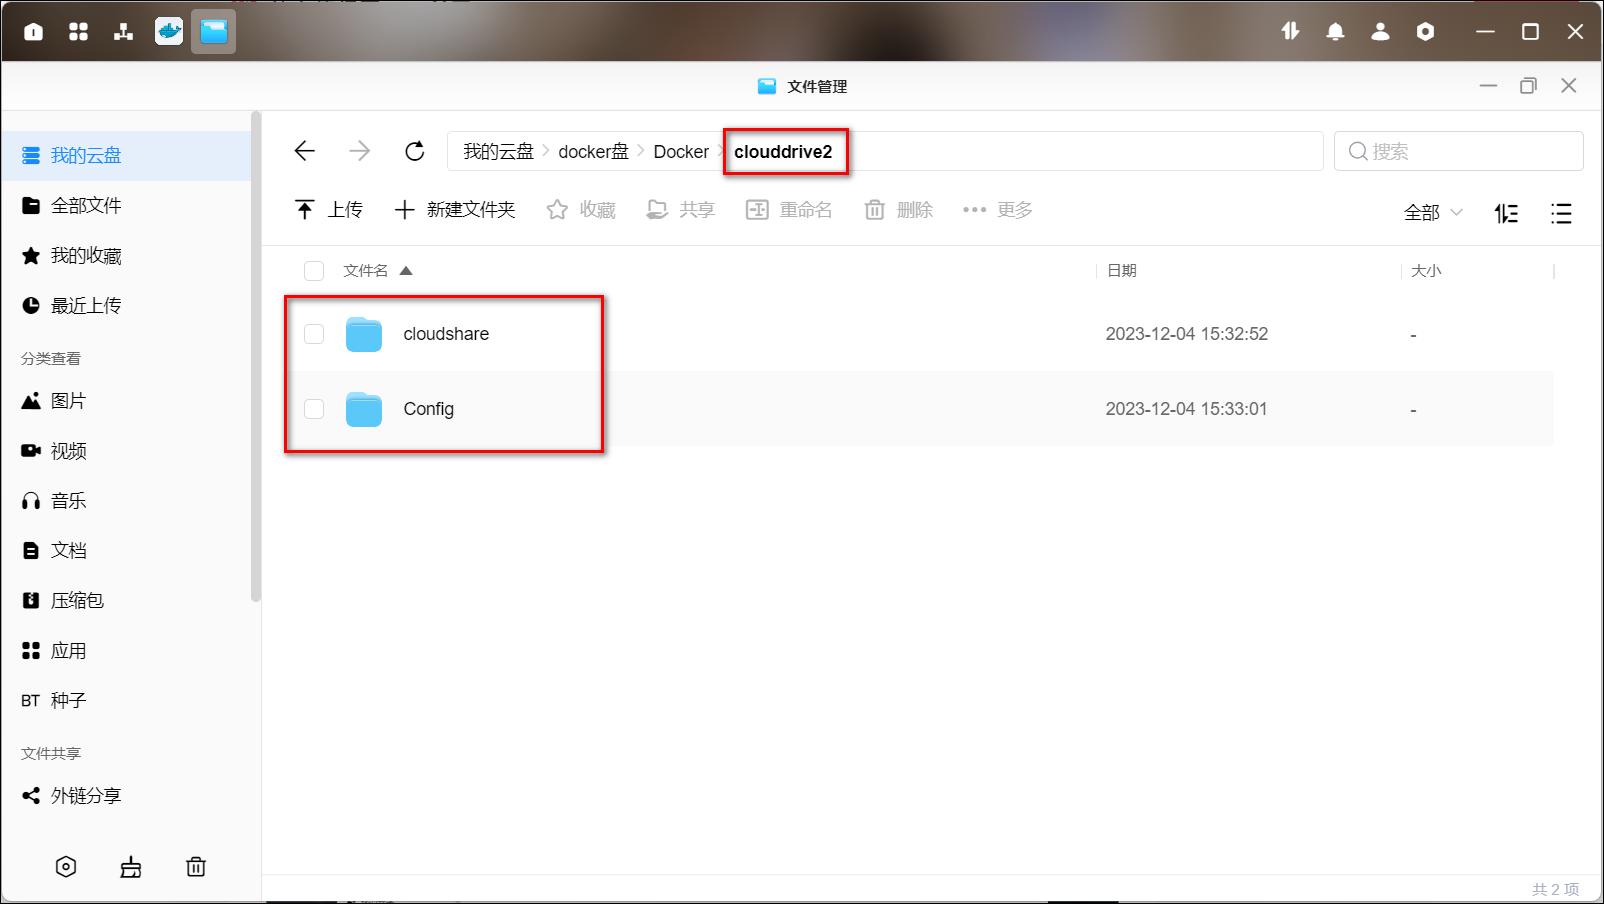 文件管理
我的云盘
全部文件
我的收藏
最近上传
分类查看
图片
视频
音乐
文档
压缩包
应用
BT 种子
文件共享
外链分享
我的云盘 > docker盘 > Docker > clouddrive2
搜索
上传 新建文件夹 收藏 共享 重命名 删除 更多 全部
文件名 日期 大小
cloudshare 2023-12-04 15:32:52 -
Config 2023-12-04 15:33:01 -
共 2 项